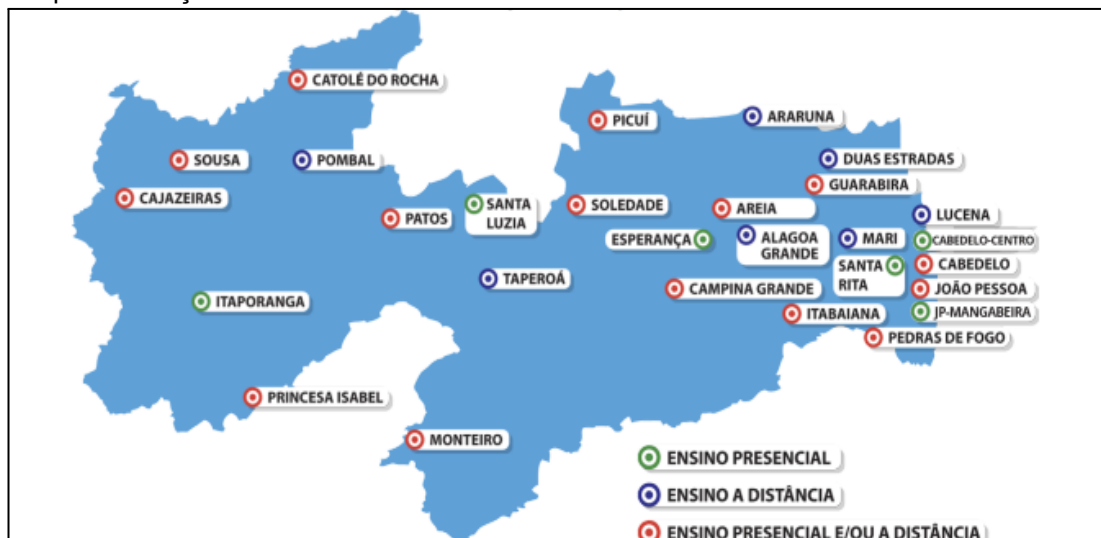 CATOLÉ DO ROCHA
PICUÍ
ARARUNA
SOUSA
POMBAL
DUAS ESTRADAS
GUARABIRA
CAJAZEIRAS
PATOS
SANTA
LUZIA
SOLEDADE
AREIA
LUCENA
ESPERANÇA
ALAGOA
GRANDE
MARI
CABEDELO-CENTRO
SANTA
RITA
CABEDELO
TAPEROÁ
CAMPINA GRANDE
JOÃO PESSOA
ITAPORANGA
ITABAIANA
JP-MANGABEIRA
PEDRAS DE FOGO
PRINCESA ISABEL
MONTEIRO
ENSINO PRESENCIAL
ENSINO A DISTÂNCIA
ENSINO PRESENCIAL E/OU A DISTÂNCIA